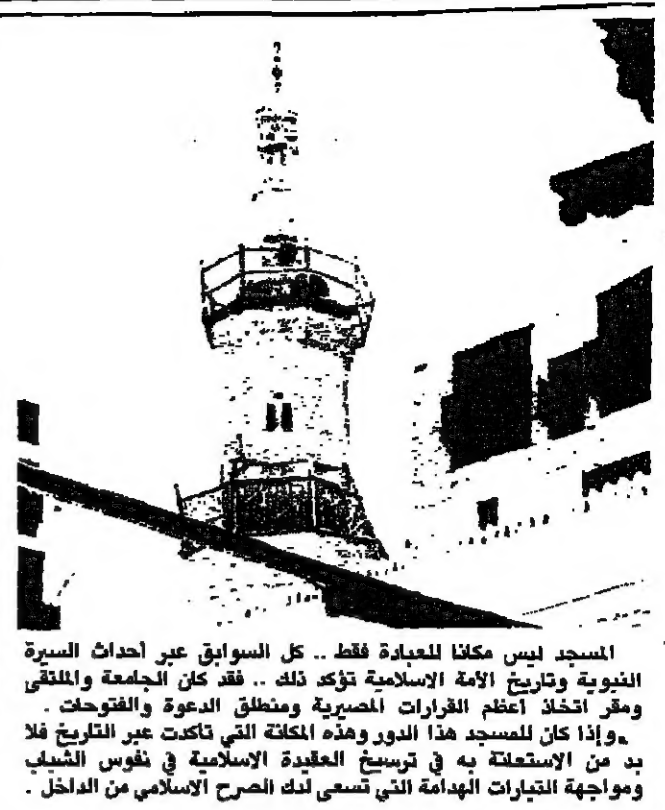 المسجد ليس مكانا للعبادة فقط .. كل السوابق عبر أحداث السيرة
النبوية وتاريخ الأمة الاسلامية تؤكد ذلك .. فقد كان الجامعة والملتقى
ومقر اتخاذ أعظم القرارات المصيرية ومنطلق الدعوة والفتوحات .
وإذا كان للمسجد هذا الدور وهذه المكانة التي تأكدت عبر التاريخ فلا
بد من الاستعانة به في ترسيخ العقيدة الاسلامية في نفوس الشباب
ومواجهة التيارات الهدامة التي تسعى لدك الصرح الاسلامي من الداخل .